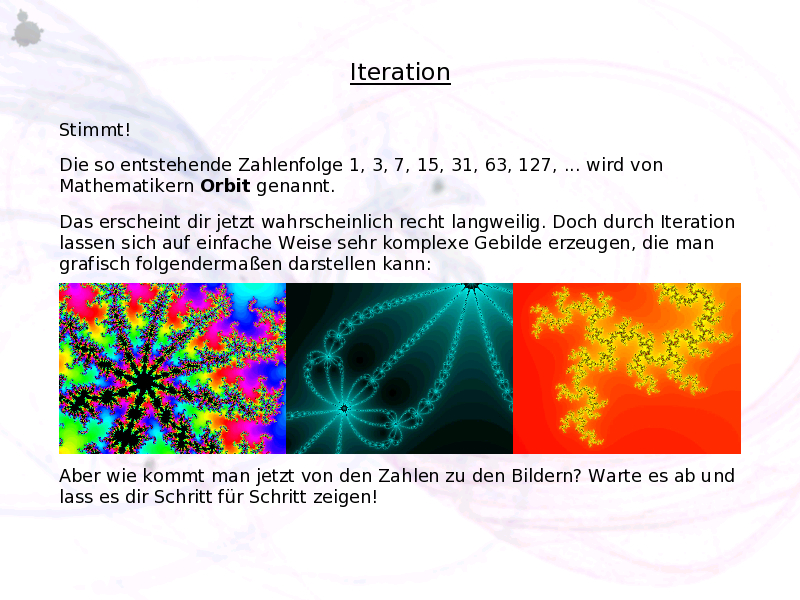 Iteration
Stimmt!
Die so entstehende Zahlenfolge 1, 3, 7, 15, 31, 63, 127, ... wird von
Mathematikern Orbit genannt.
Das erscheint dir jetzt wahrscheinlich recht langweilig. Doch durch Iteration
lassen sich auf einfache Weise sehr komplexe Gebilde erzeugen, die man
grafisch folgendermaßen darstellen kann:
Aber wie kommt man jetzt von den Zahlen zu den Bildern? Warte es ab und
lass es dir Schritt für Schritt zeigen!